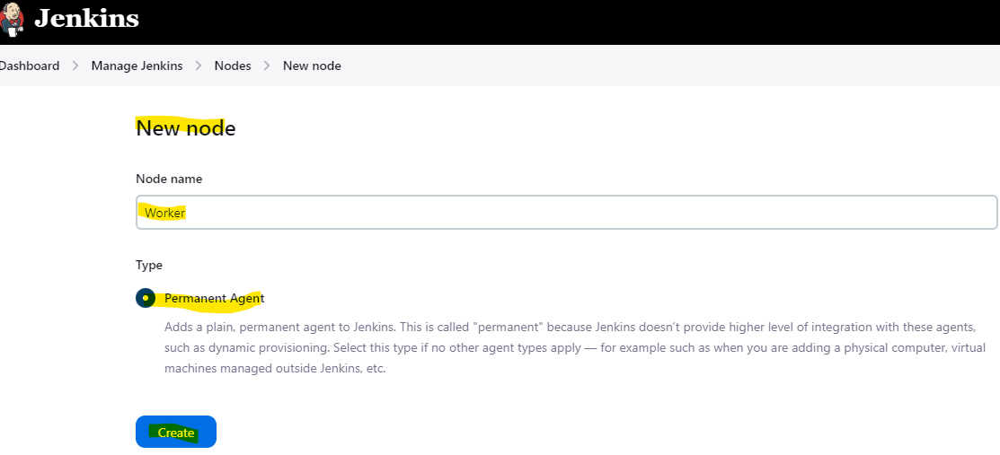 Jenkins
Dashboard > Manage Jenkins > Nodes > New node
New node
Node name
Worker
Type
Permanent Agent
Adds a plain, permanent agent to Jenkins. This is called "permanent" because Jenkins doesn’t provide higher level of integration with these agents,
such as dynamic provisioning. Select this type if no other agent types apply — for example such as when you are adding a physical computer, virtual
machines managed outside Jenkins, etc.
Create